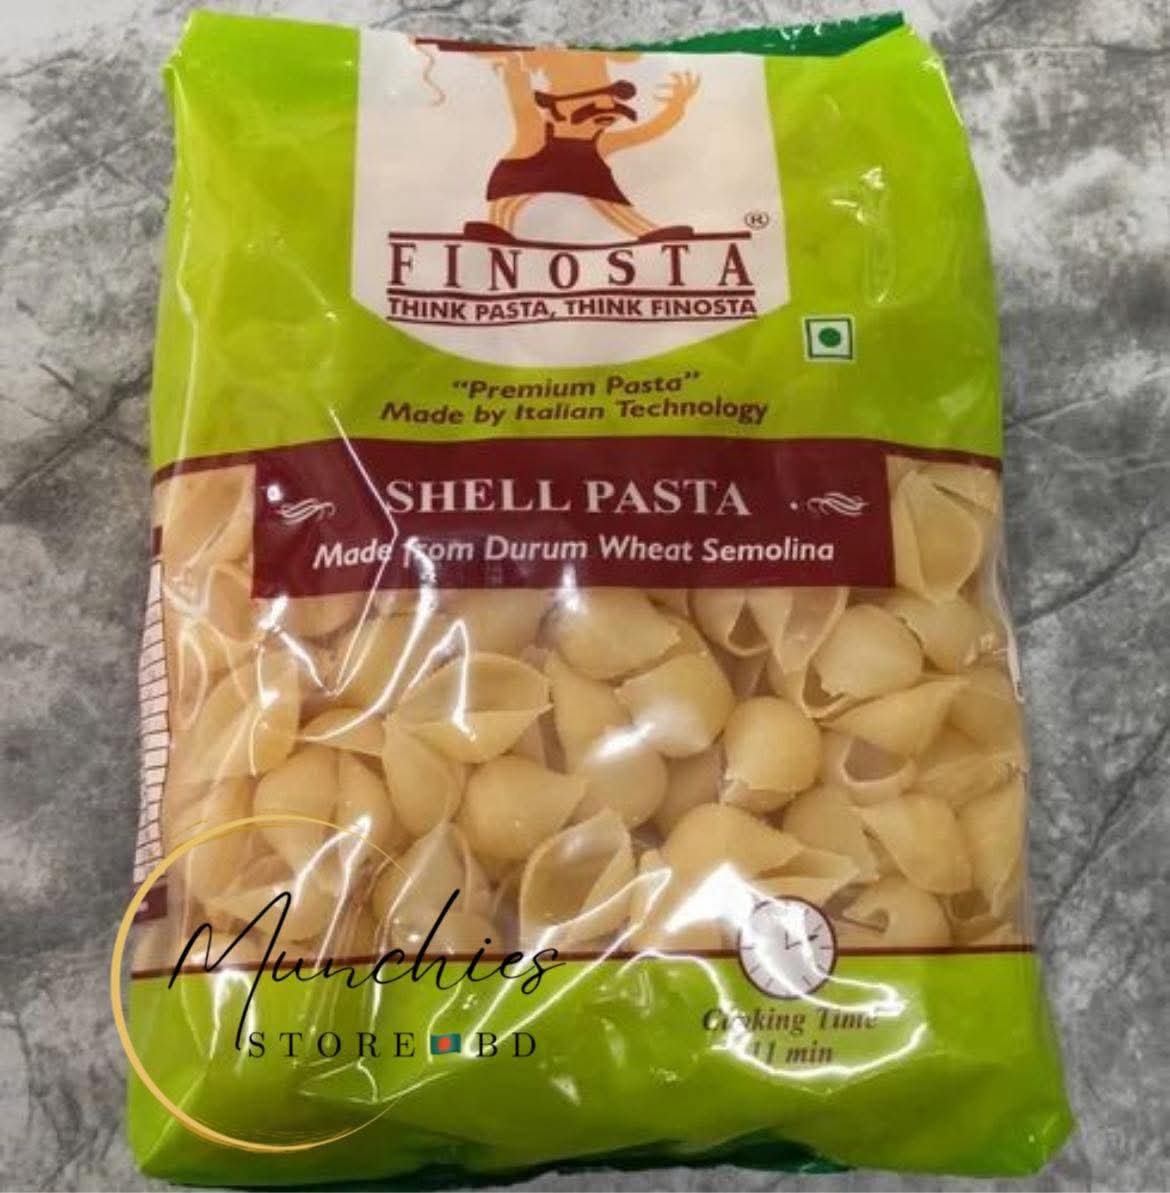 ®
FINOSTA
THINK PASTA, THINK FINOSTA
“Premium Pasta”
Made by Italian Technology
SHELL PASTA
Made from Durum Wheat Semolina
Munchies
STORE BD
Cooking Time
11 min